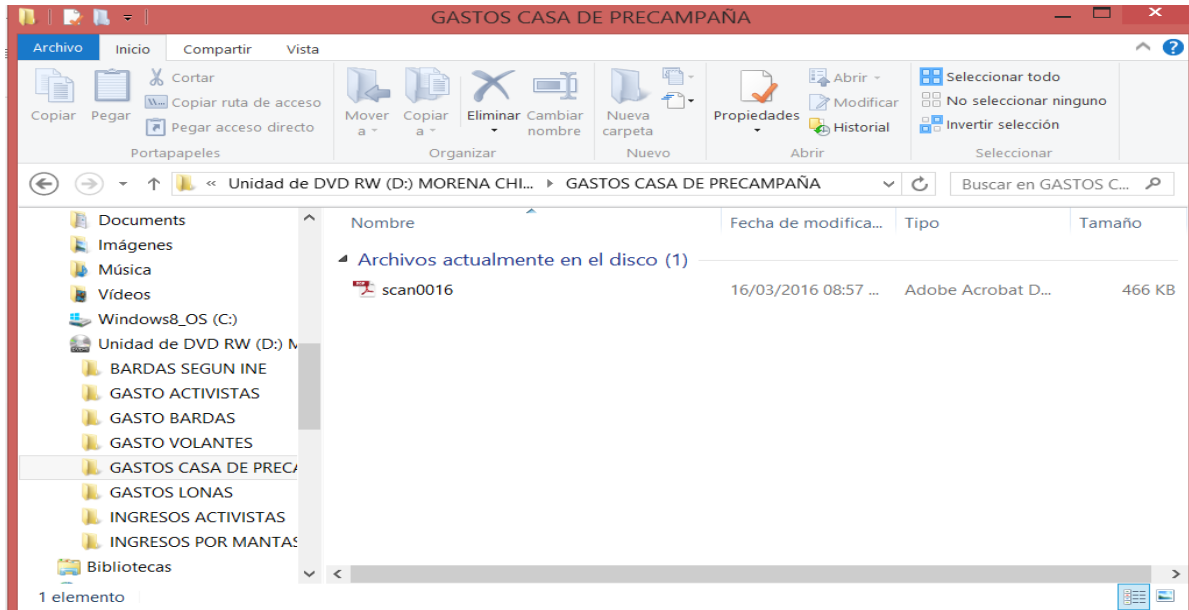 GASTOS CASA DE PRECAMPAÑA
Archivo Inicio Compartir Vista
Copiar
Pegar
Cortar
Copiar ruta de acceso
Pegar acceso directo
Portapapeles
Mover a
Copiar a
Eliminar
Cambiar nombre
Organizar
Nueva carpeta
Nuevo
Propiedades
Abrir
Modificar
Historial
Abrir
Seleccionar todo
No seleccionar ninguno
Invertir selección
Seleccionar
« Unidad de DVD RW (D:) MORENA CHI... GASTOS CASA DE PRECAMPAÑA
Buscar en GASTOS C...
Documents
Imágenes
Música
Vídeos
Windows8_OS (C:)
Unidad de DVD RW (D:) M
BARDAS SEGUN INE
GASTO ACTIVISTAS
GASTO BARDAS
GASTO VOLANTES
GASTOS CASA DE PRECA
GASTOS LONAS
INGRESOS ACTIVISTAS
INGRESOS POR MANTAS
Bibliotecas
Nombre Fecha de modifica... Tipo Tamaño
Archivos actualmente en el disco (1)
scan0016 16/03/2016 08:57 ... Adobe Acrobat D... 466 KB
1 elemento